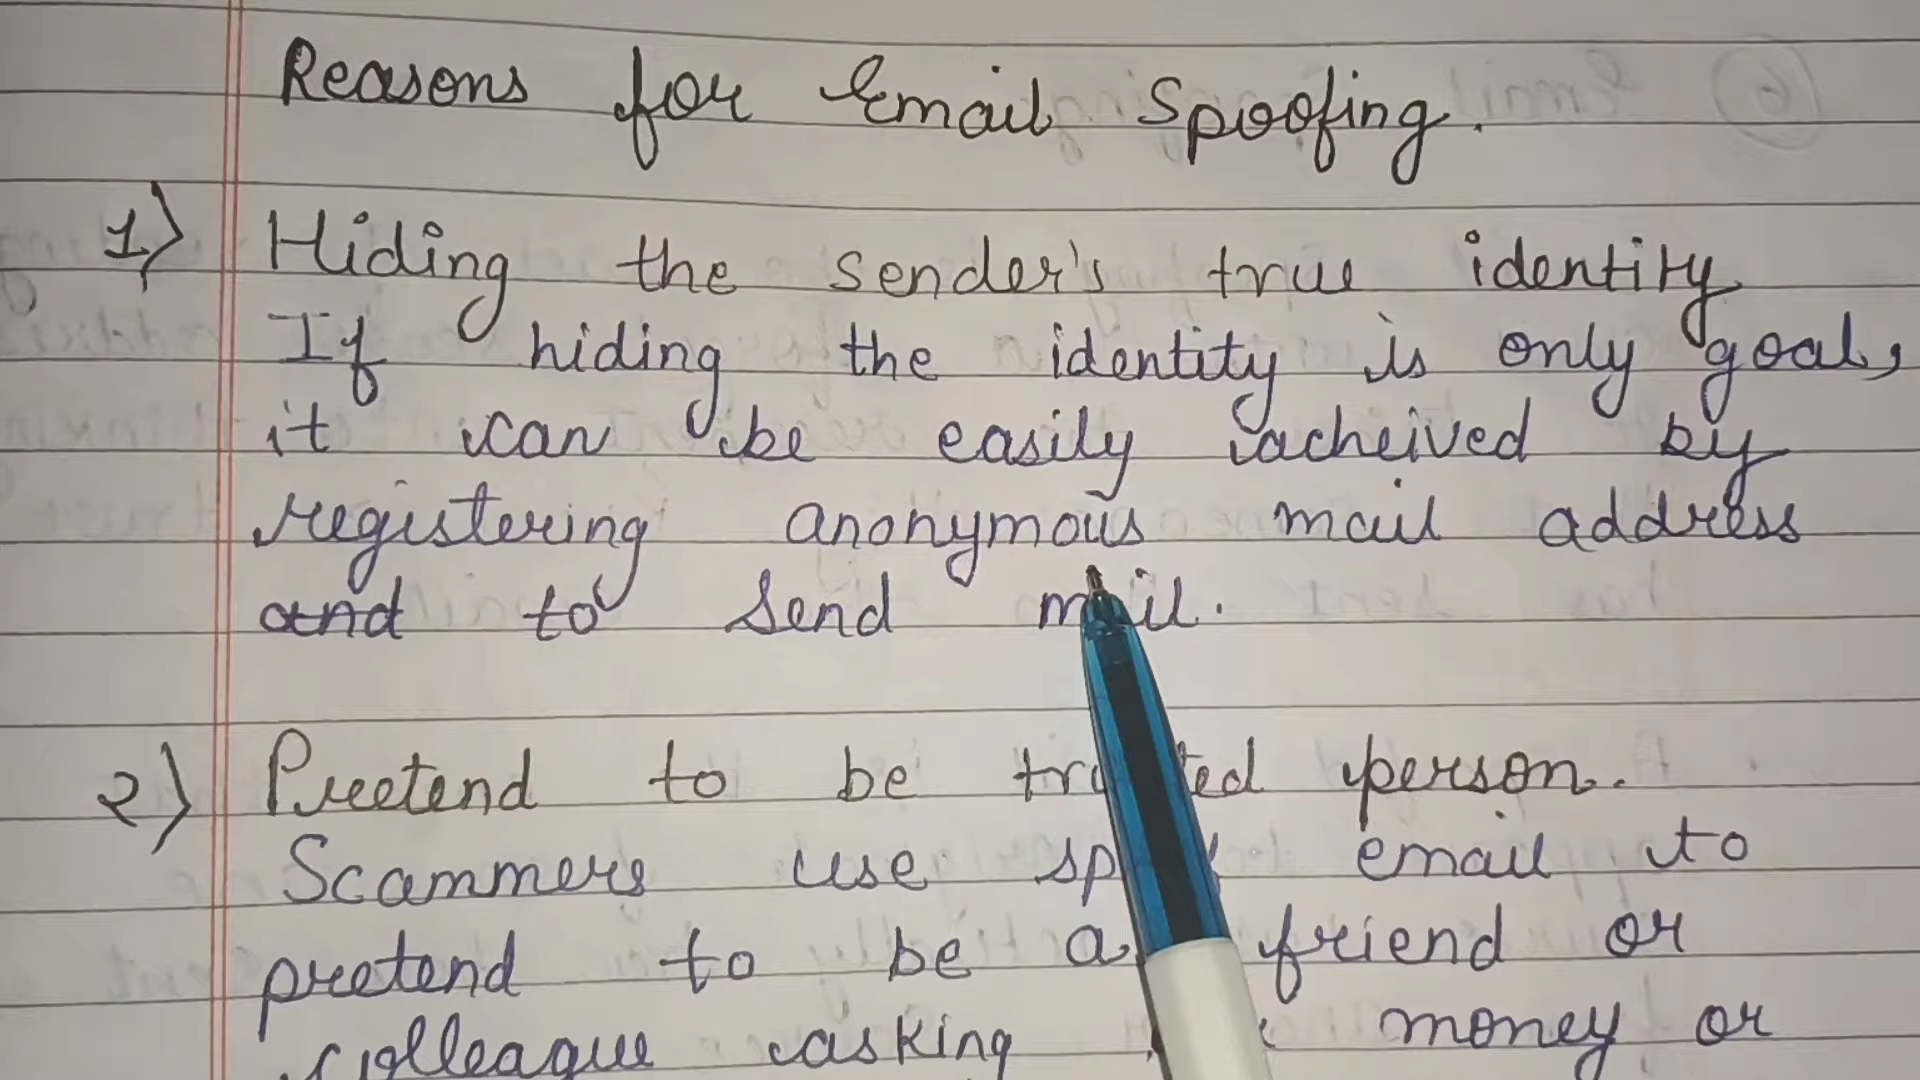 Reasons for Email Spoofing.
1) Hiding the sender's true identity
If hiding the identity is only goal,
it can be easily acheived by
registering anonymous mail address
and to send mail.
2) Pretend to be trusted person.
Scammers use email to
pretend to be a friend or
colleague asking money or